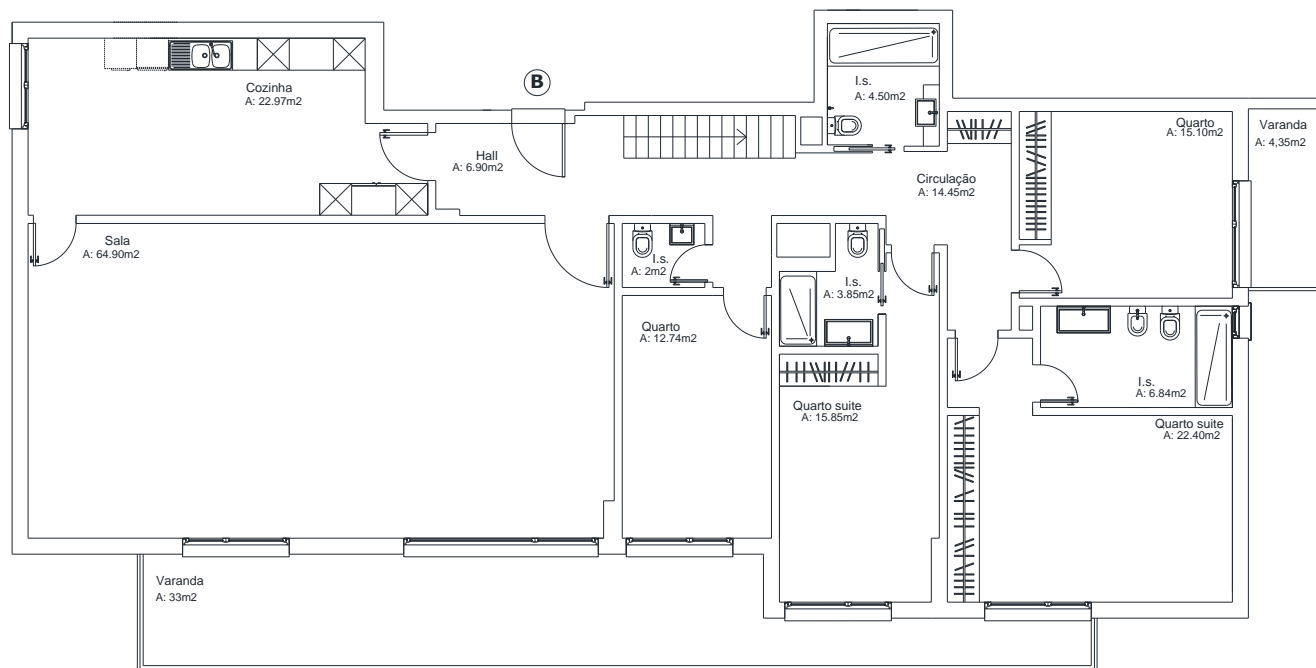 B
Cozinha
A: 22.97m2
I.s.
A: 4.50m2
Quarto
A: 15.10m2
Varanda
A: 4,35m2
Hall
A: 6.90m2
Circulação
A: 14.45m2
Sala
A: 64.90m2
I.s.
A: 2m2
I.s.
A: 3.85m2
Quarto
A: 12.74m2
I.s.
A: 6.84m2
Quarto suite
A: 15.85m2
Quarto suite
A: 22.40m2
Varanda
A: 33m2